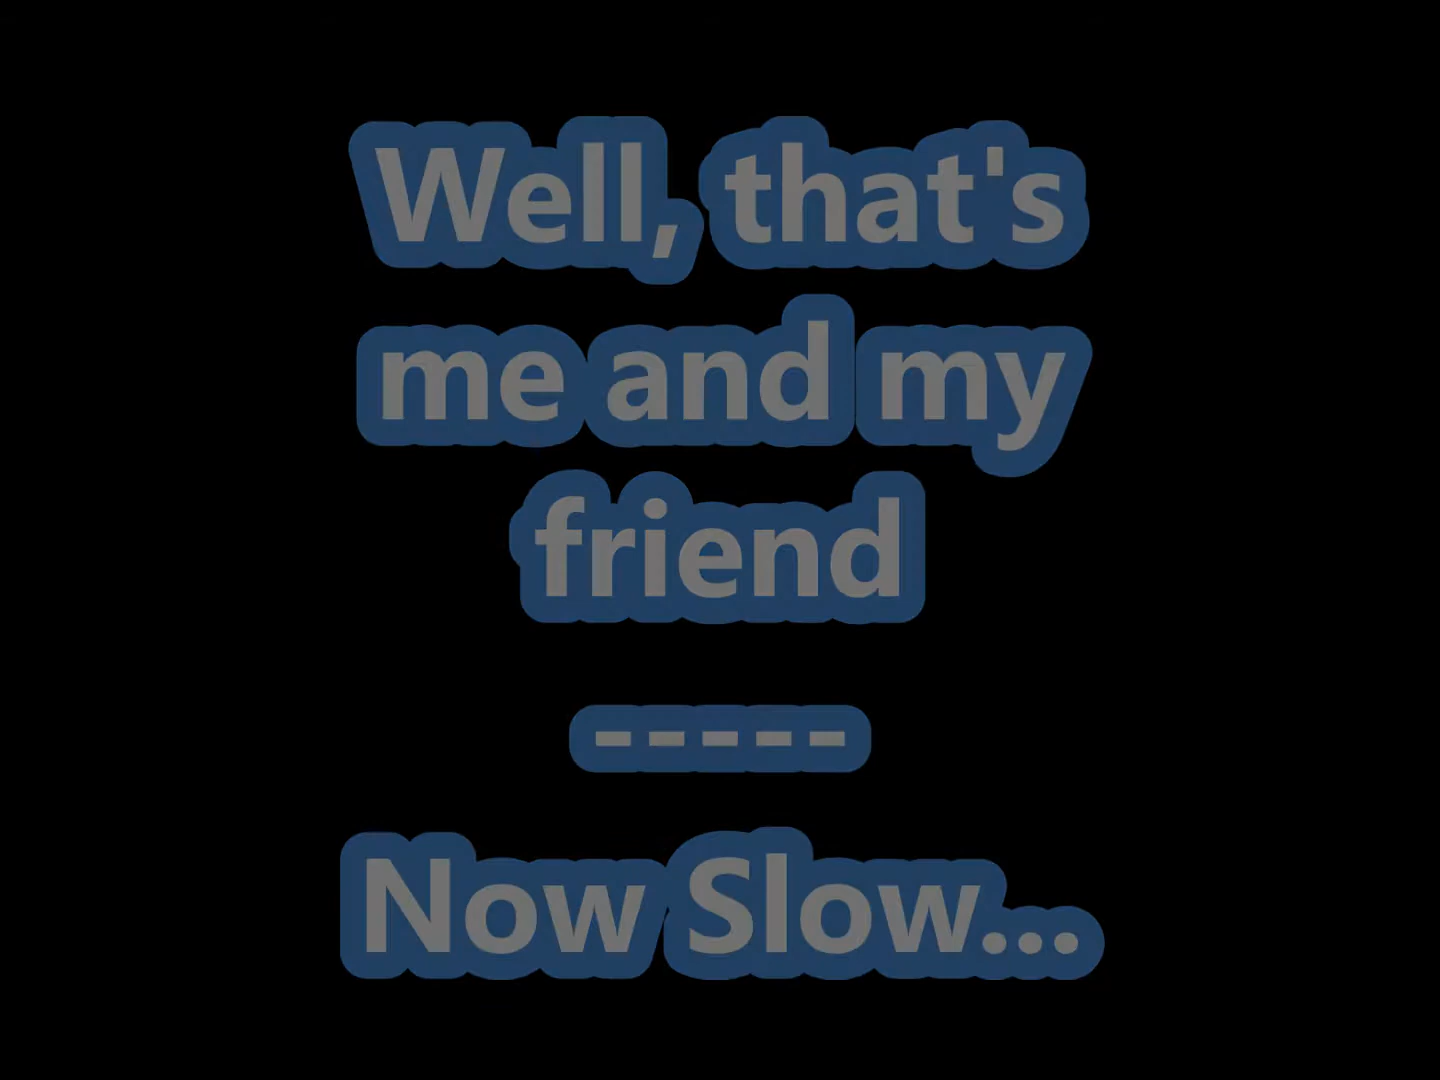 Well, that's
me and my
friend
-----
Now Slow...